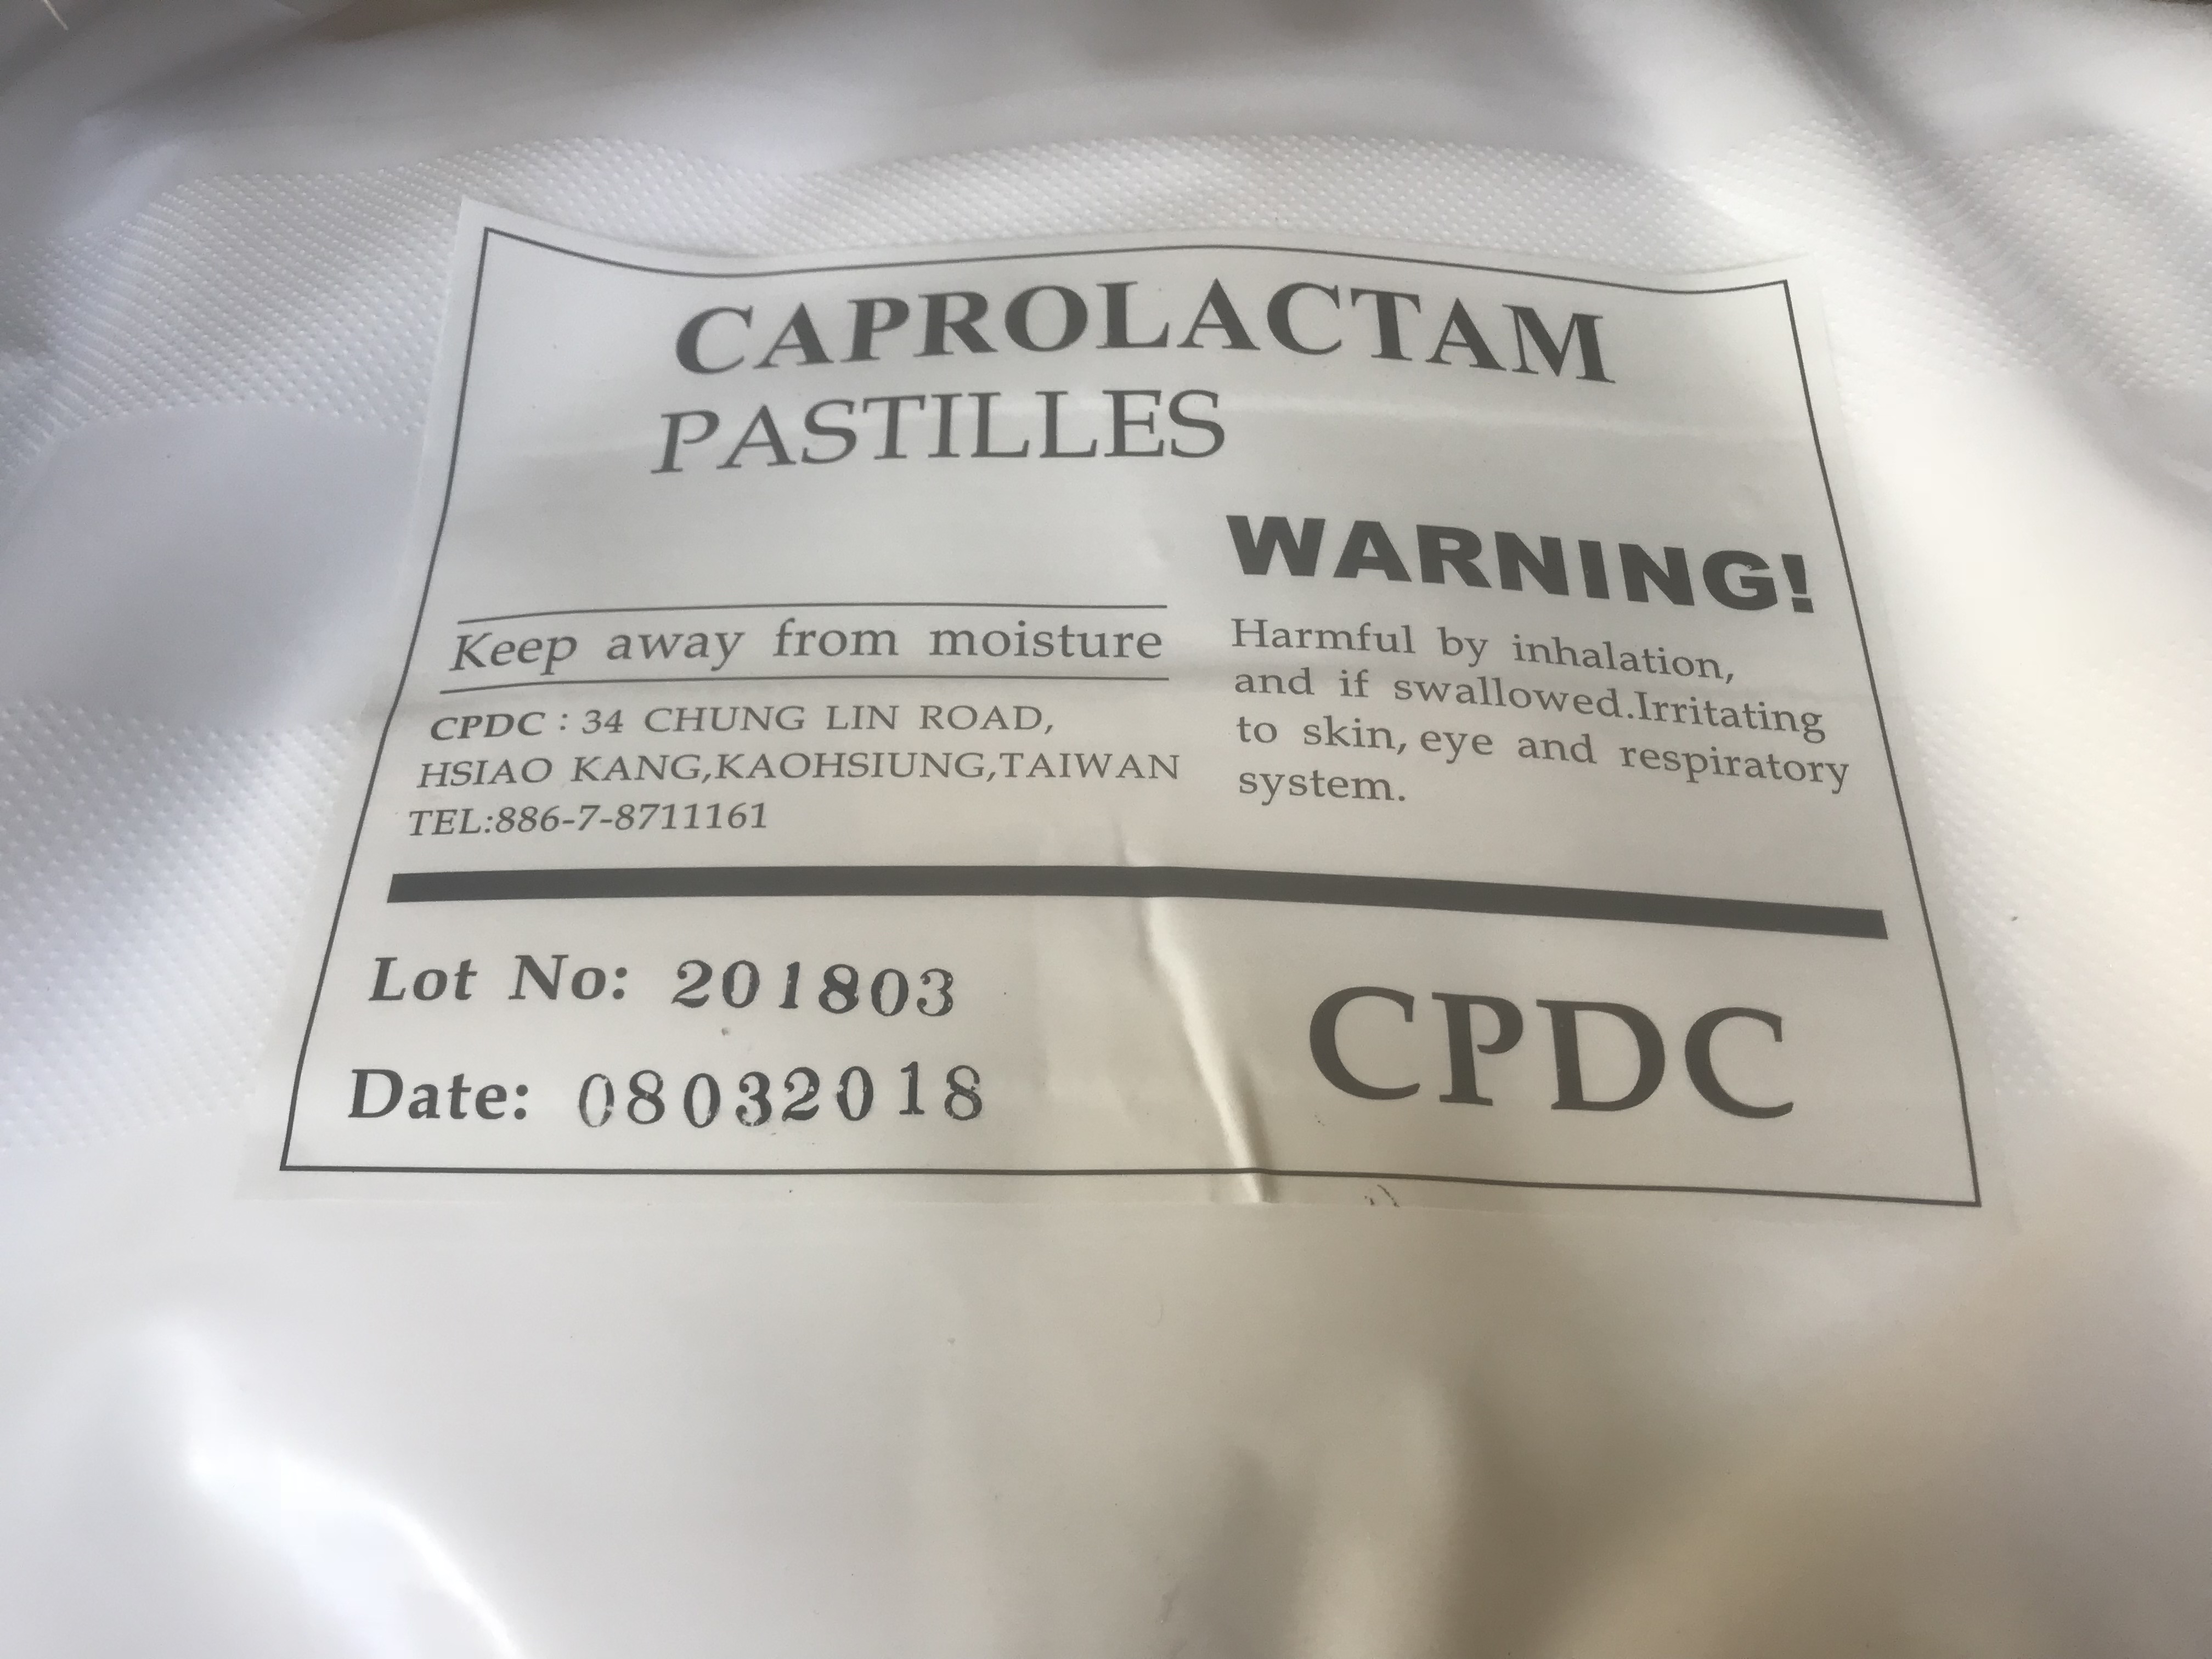 CAPROLACTAM
PASTILLES
WARNING!
Keep away from moisture
Harmful by inhalation,
and if swallowed.Irritating
to skin, eye and respiratory
system.
CPDC : 34 CHUNG LIN ROAD,
HSIAO KANG,KAOHSIUNG,TAIWAN
TEL:886-7-8711161
Lot No: 201803
Date: 08032018
CPDC